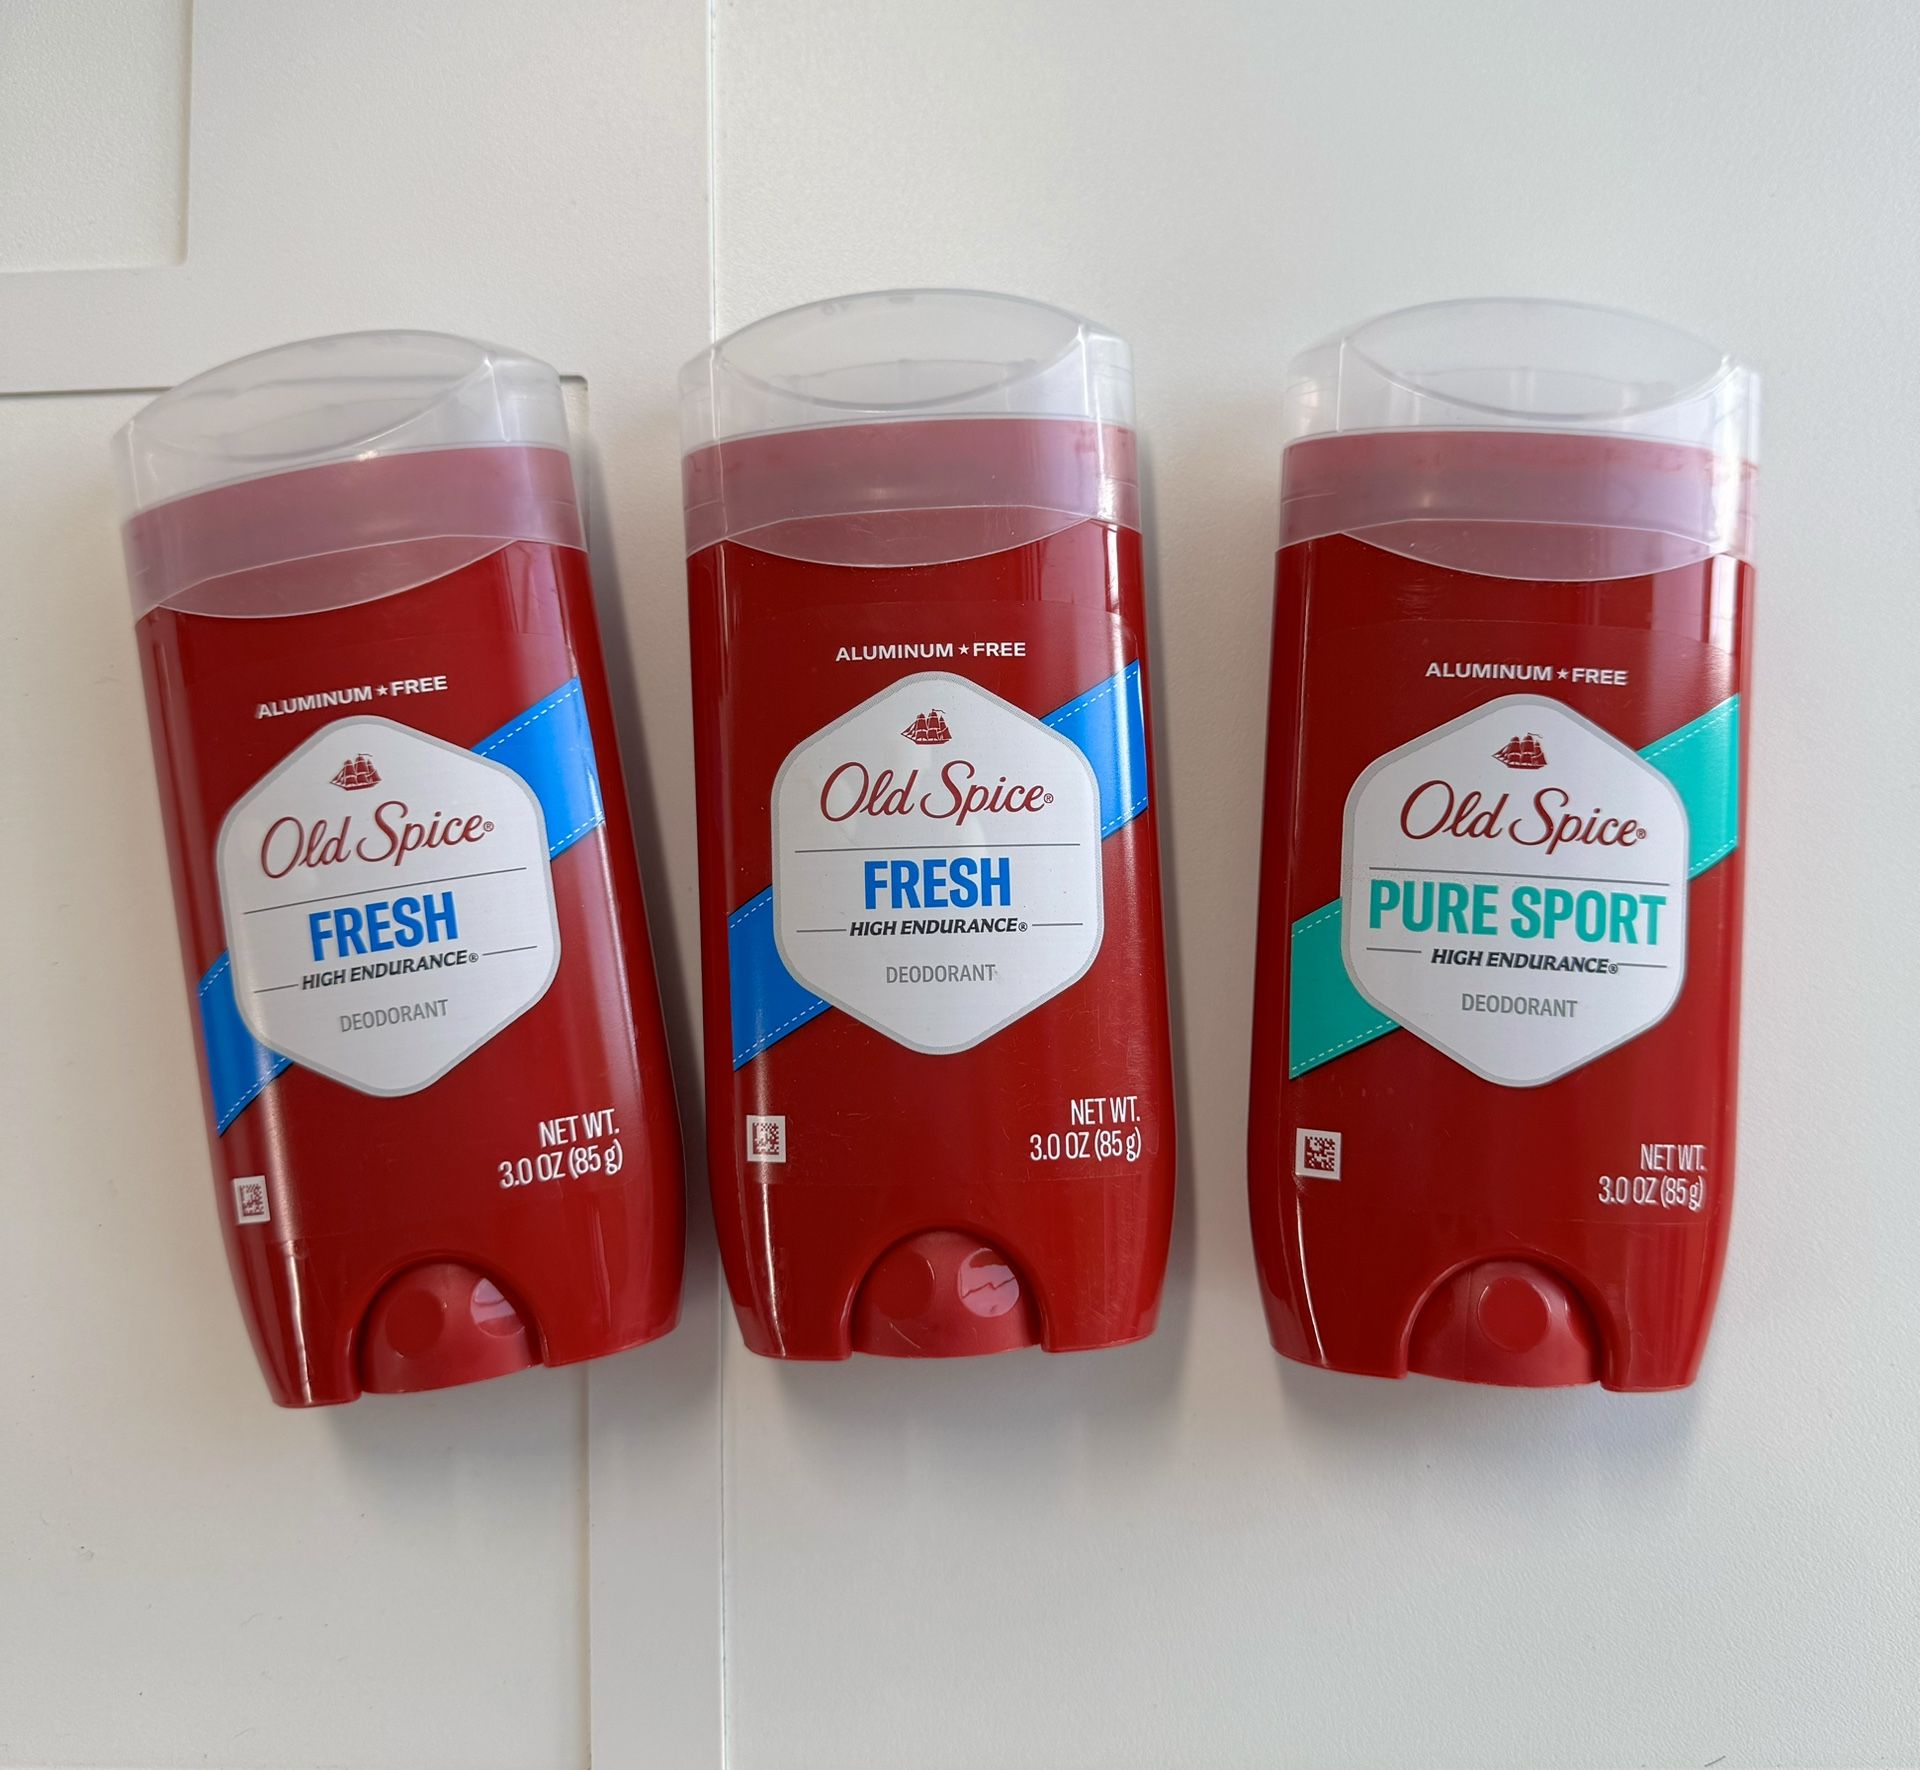 ALUMINUM★FREE
Old Spice®
FRESH
HIGH ENDURANCE®
DEODORANT
NET WT.
3.0 OZ (85 g)
ALUMINUM★FREE
Old Spice®
FRESH
HIGH ENDURANCE®
DEODORANT
NET WT.
3.0 OZ (85 g)
ALUMINUM★FREE
Old Spice®
PURE SPORT
HIGH ENDURANCE®
DEODORANT
NET WT.
3.0 OZ (85 g)